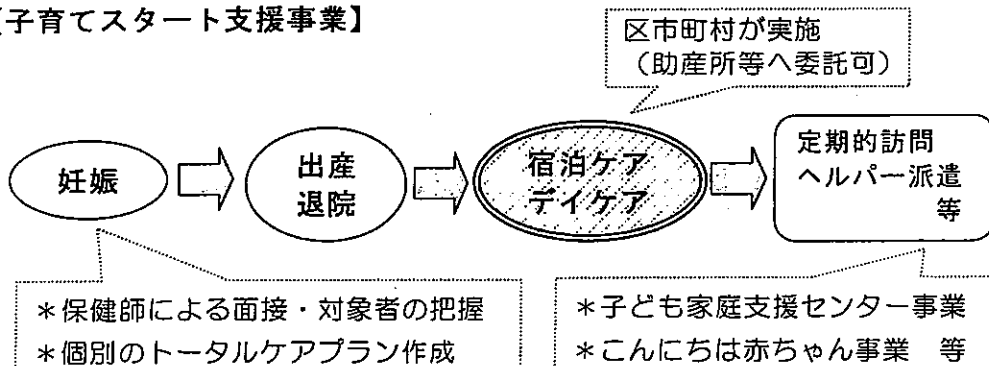 子育てスタート支援事業】
区市町村が実施
（助産所等へ委託可）
妊娠
出産
退院
宿泊ケア
デイケア
定期的訪問
ヘルパー派遣
等
＊保健師による面接・対象者の把握
＊個別のトータルケアプラン作成
＊子ども家庭支援センター事業
＊こんにちは赤ちゃん事業　等